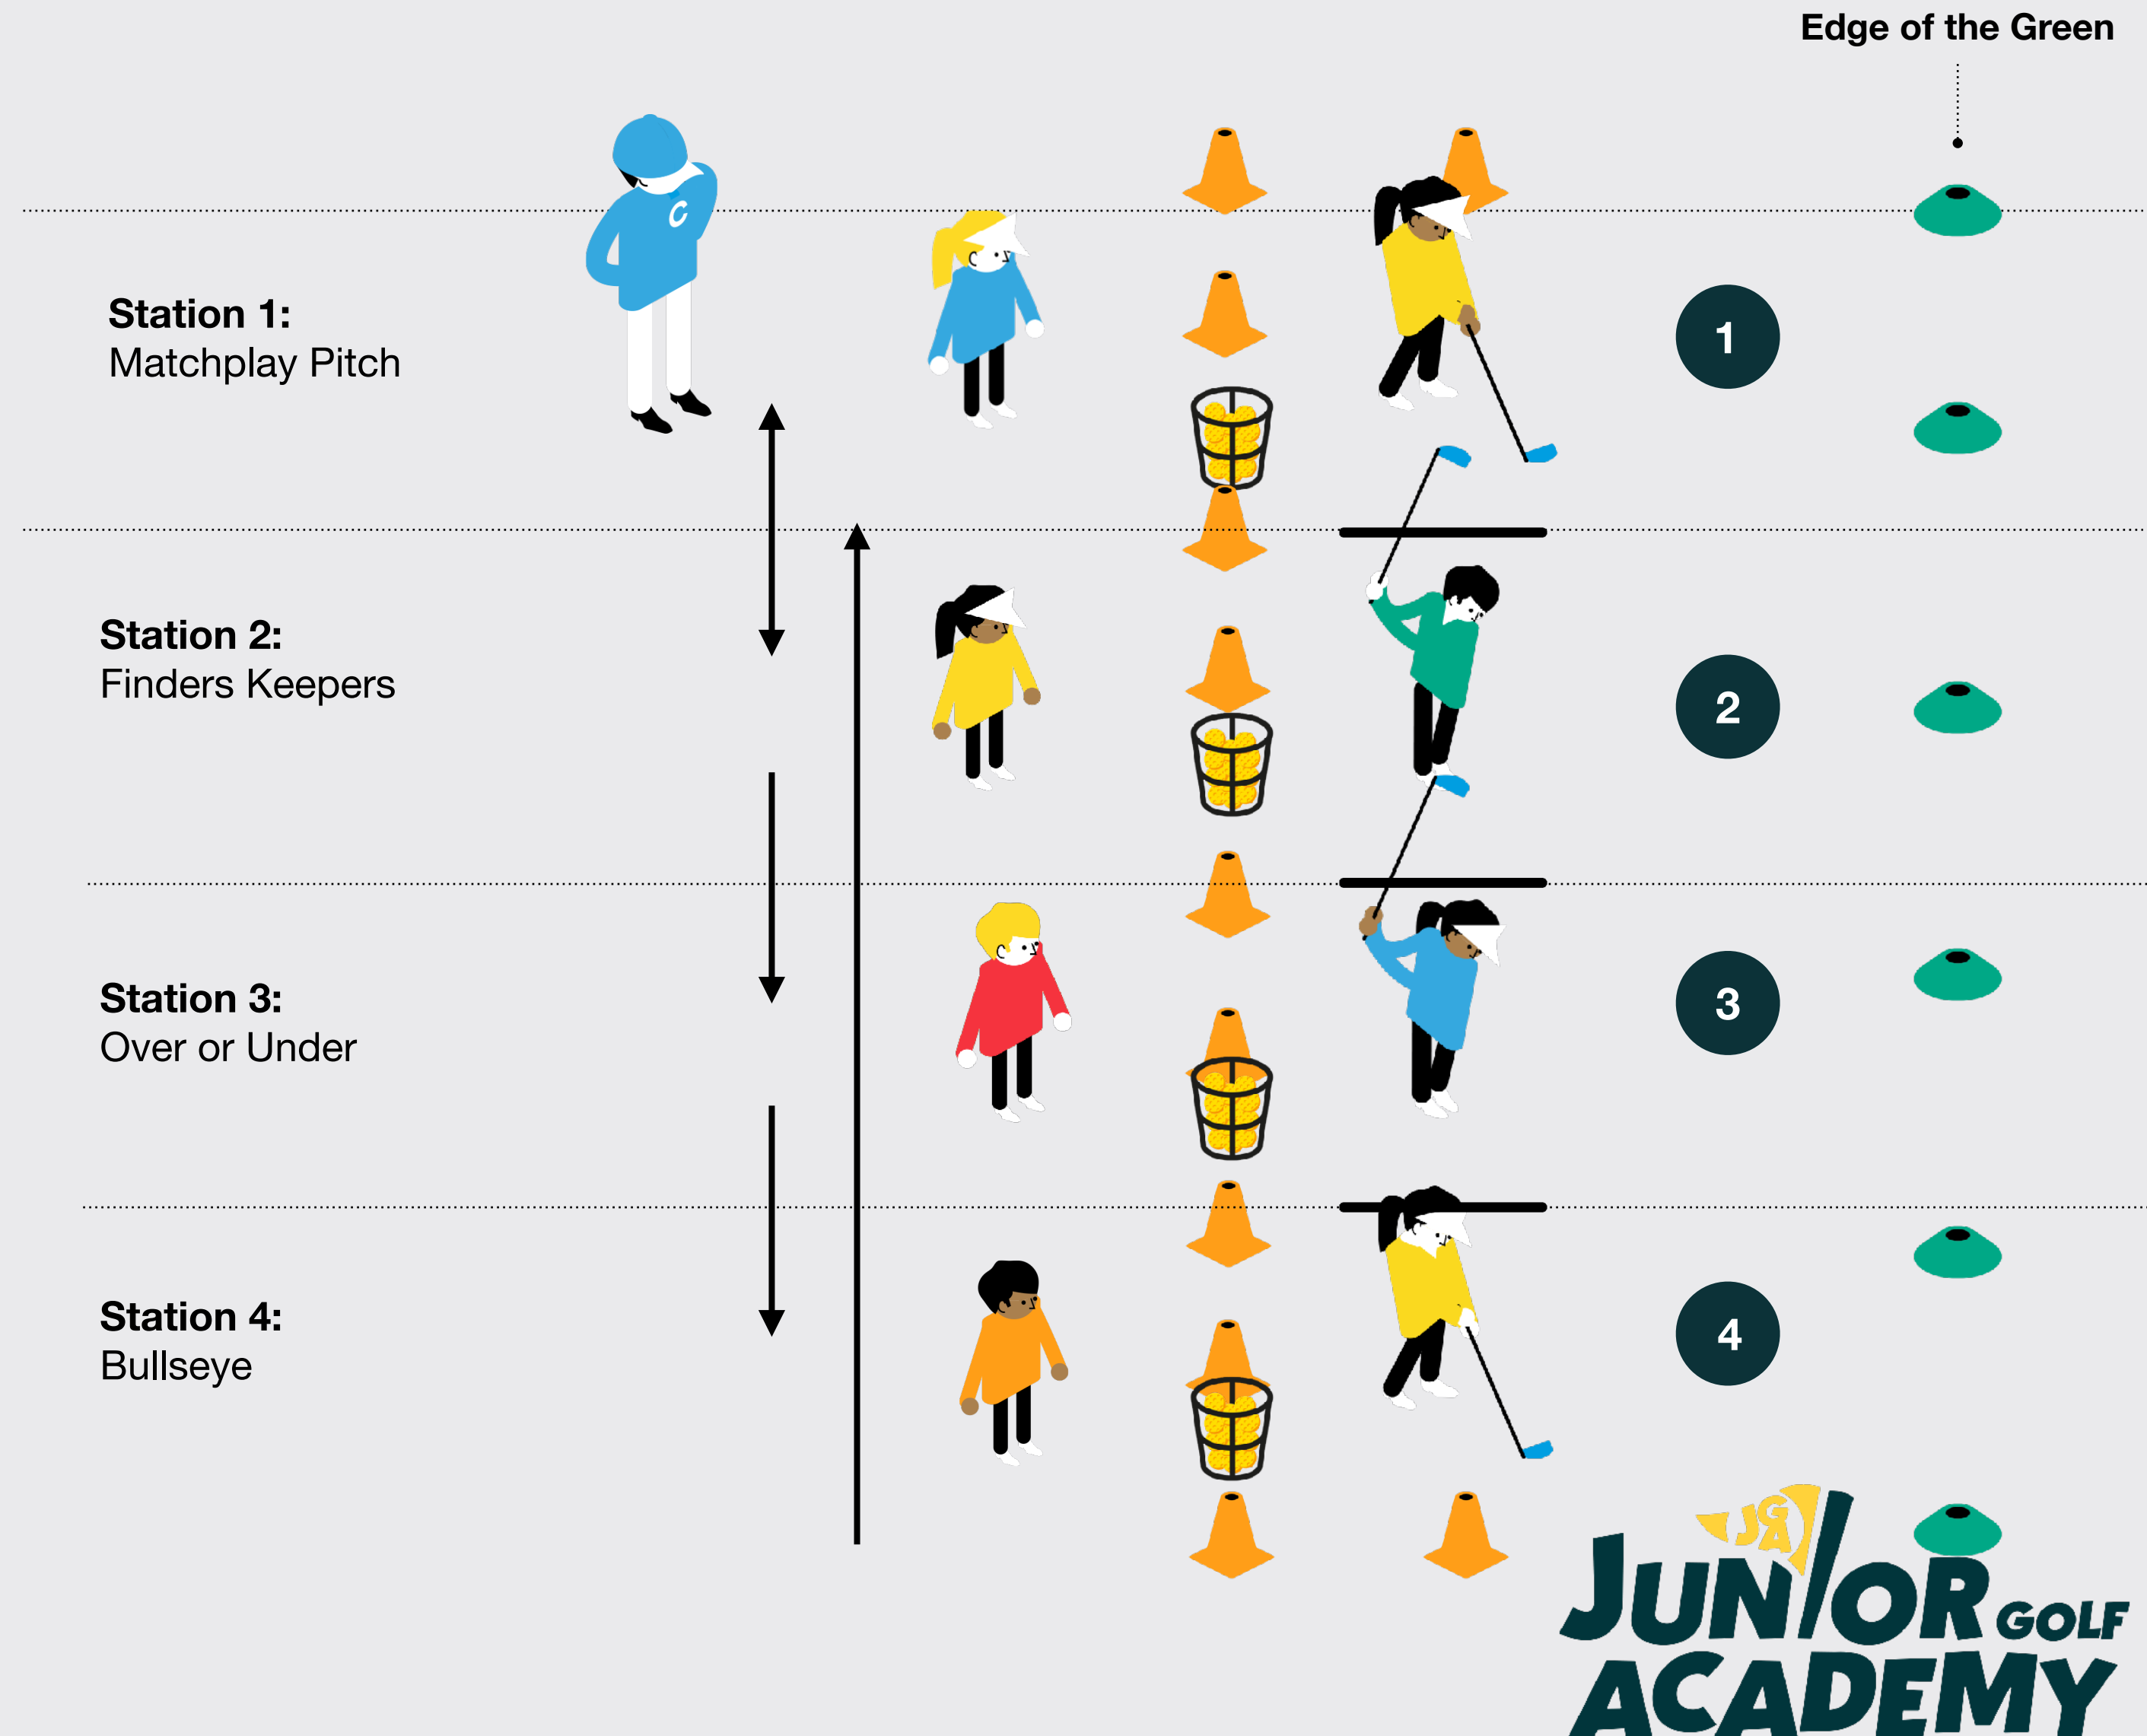 Edge of the Green
C
Station 1:
Matchplay Pitch
1
Station 2:
Finders Keepers
2
Station 3:
Over or Under
3
Station 4:
Bullseye
4
JGA
JUNIOR GOLF
ACADEMY